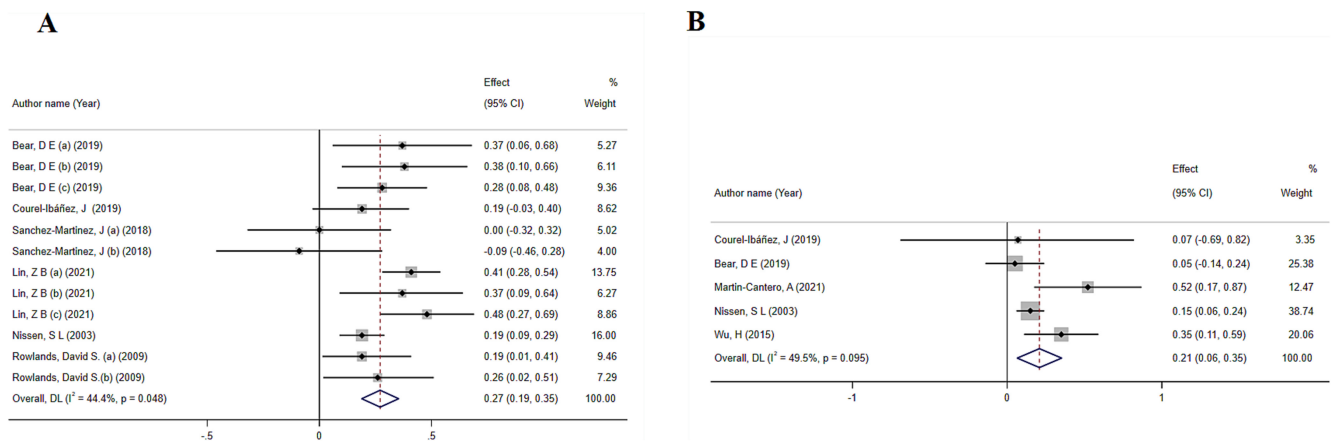 A
Effect %
Author name (Year) (95% CI) Weight
Bear, D E (a) (2019) 0.37 (0.06, 0.68) 5.27
Bear, D E (b) (2019) 0.38 (0.10, 0.66) 6.11
Bear, D E (c) (2019) 0.28 (0.08, 0.48) 9.36
Courel-Ibáñez, J (2019) 0.19 (-0.03, 0.40) 8.62
Sanchez-Martínez, J (a) (2018) 0.00 (-0.32, 0.32) 5.02
Sanchez-Martínez, J (b) (2018) -0.09 (-0.46, 0.28) 4.00
Lin, Z B (a) (2021) 0.41 (0.28, 0.54) 13.75
Lin, Z B (b) (2021) 0.37 (0.09, 0.64) 6.27
Lin, Z B (c) (2021) 0.48 (0.27, 0.69) 8.86
Nissen, S L (2003) 0.19 (0.09, 0.29) 16.00
Rowlands, David S. (a) (2009) 0.19 (0.01, 0.41) 9.46
Rowlands, David S.(b) (2009) 0.26 (0.02, 0.51) 7.29
Overall, DL (I² = 44.4%, p = 0.048) 0.27 (0.19, 0.35) 100.00
-.5 0 .5
B
Effect %
Author name (Year) (95% CI) Weight
Courel-Ibáñez, J (2019) 0.07 (-0.69, 0.82) 3.35
Bear, D E (2019) 0.05 (-0.14, 0.24) 25.38
Martin-Cantero, A (2021) 0.52 (0.17, 0.87) 12.47
Nissen, S L (2003) 0.15 (0.06, 0.24) 38.74
Wu, H (2015) 0.35 (0.11, 0.59) 20.06
Overall, DL (I² = 49.5%, p = 0.095) 0.21 (0.06, 0.35) 100.00
-1 0 1